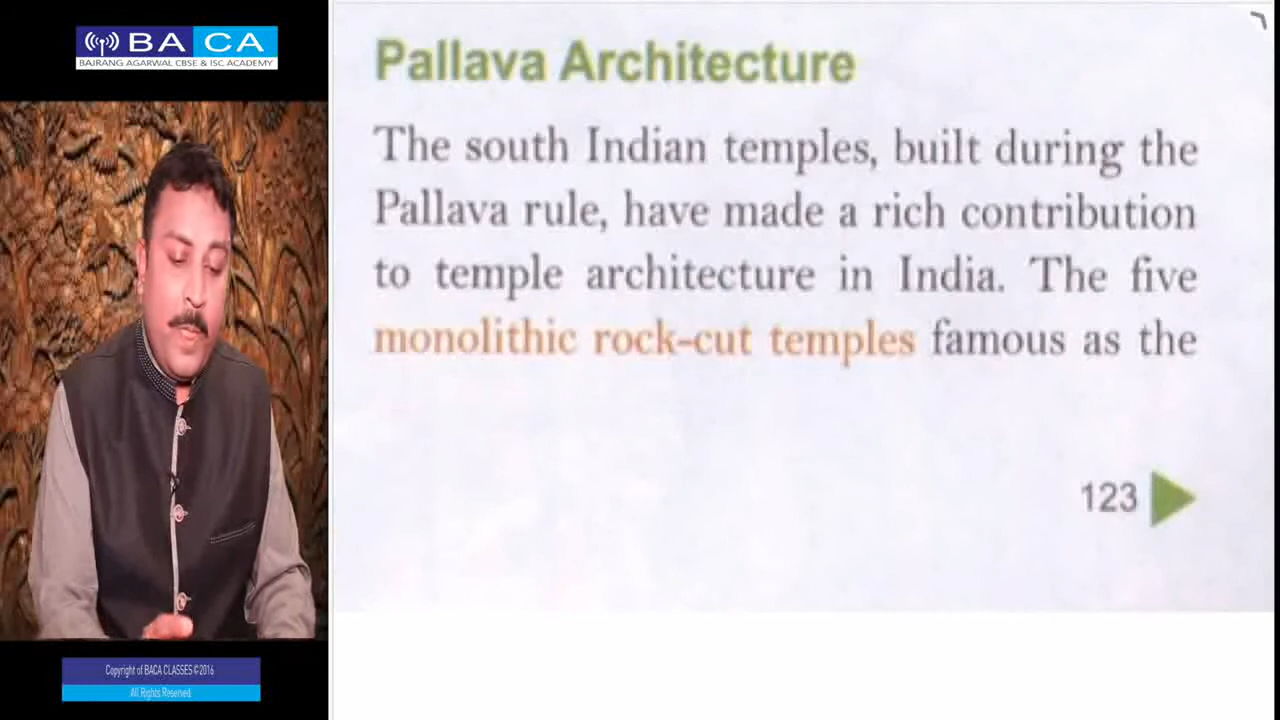 BACA
BAJRANG AGARWAL CBSE & ISC ACADEMY
Pallava Architecture
The south Indian temples, built during the
Pallava rule, have made a rich contribution
to temple architecture in India. The five
monolithic rock-cut temples famous as the
123
Copyright of BACA CLASSES ©2016
All Rights Reserved.